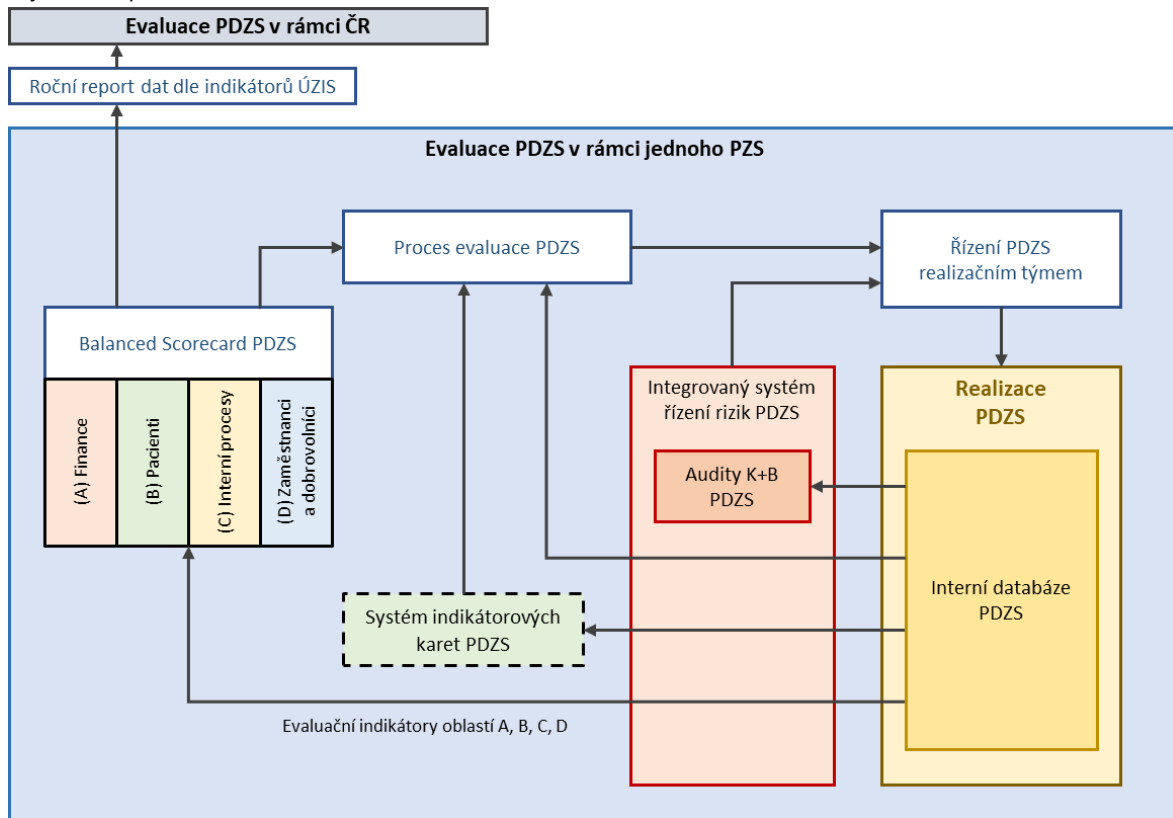 Evaluace PDZS v rámci ČR
Roční report dat dle indikátorů ÚZIS
Evaluace PDZS v rámci jednoho PZS
Proces evaluace PDZS
Řízení PDZS
realizačním týmem
Balanced Scorecard PDZS
(A) Finance
(B) Pacienti
(C) Interní procesy
(D) Zaměstnanci
a dobrovolníci
Integrovaný systém
řízení rizik PDZS
Realizace
PDZS
Audity K+B
PDZS
Interní databáze
PDZS
Systém indikátorových
karet PDZS
Evaluační indikátory oblastí A, B, C, D